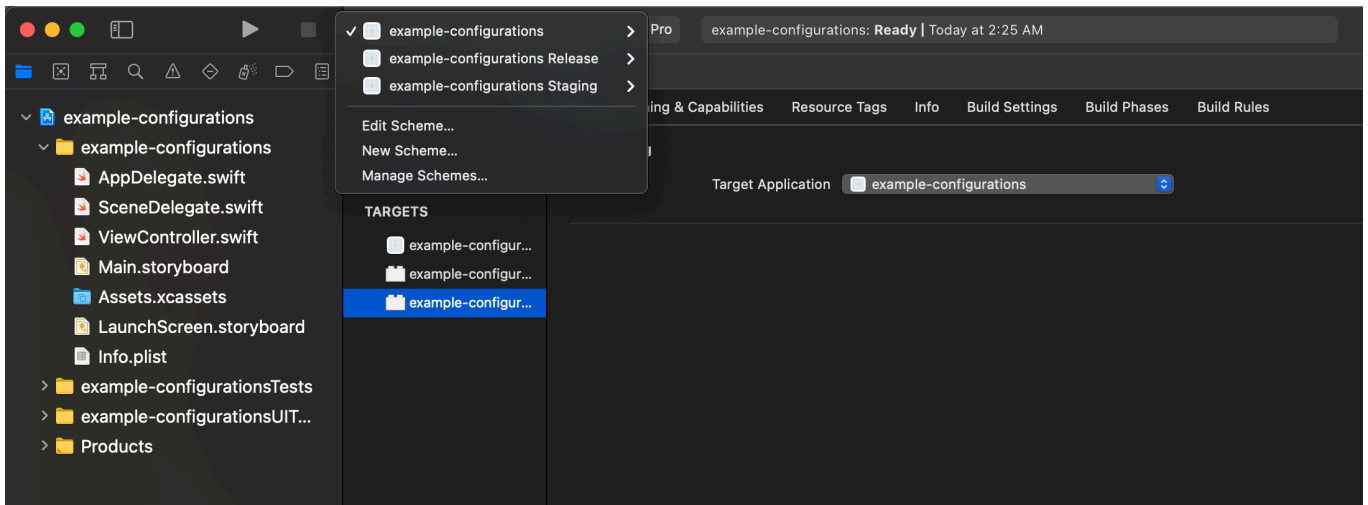 example-configurations
example-configurations Release
example-configurations Staging
Edit Scheme...
New Scheme...
Manage Schemes...
Pro
example-configurations: Ready | Today at 2:25 AM
& Capabilities
Resource Tags
Info
Build Settings
Build Phases
Build Rules
example-configurations
example-configurations
AppDelegate.swift
SceneDelegate.swift
ViewController.swift
Main.storyboard
Assets.xcassets
LaunchScreen.storyboard
Info.plist
example-configurationsTests
example-configurationsUIT...
Products
TARGETS
example-configur...
example-configur...
example-configur...
Target Application
example-configurations